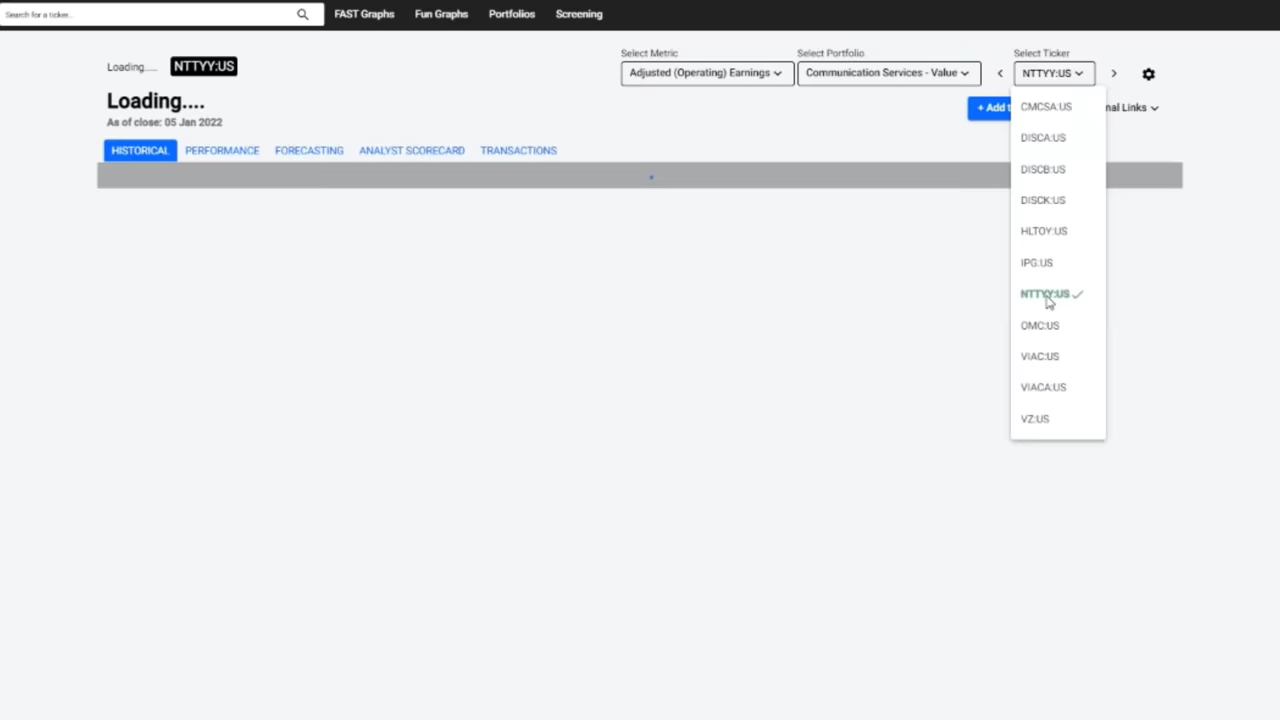 Search for a ticker...
FAST Graphs Fun Graphs Portfolios Screening
Select Metric Select Portfolio Select Ticker
Loading.... NTTYY:US Adjusted (Operating) Earnings Communication Services - Value NTTYY:US
Loading....
+ Add nal Links
As of close: 05 Jan 2022
HISTORICAL PERFORMANCE FORECASTING ANALYST SCORECARD TRANSACTIONS
CMCSA:US
DISCA:US
DISCB:US
DISCK:US
HLTOY:US
IPG:US
NTTYY:US
OMC:US
VIAC:US
VIACA:US
VZ:US